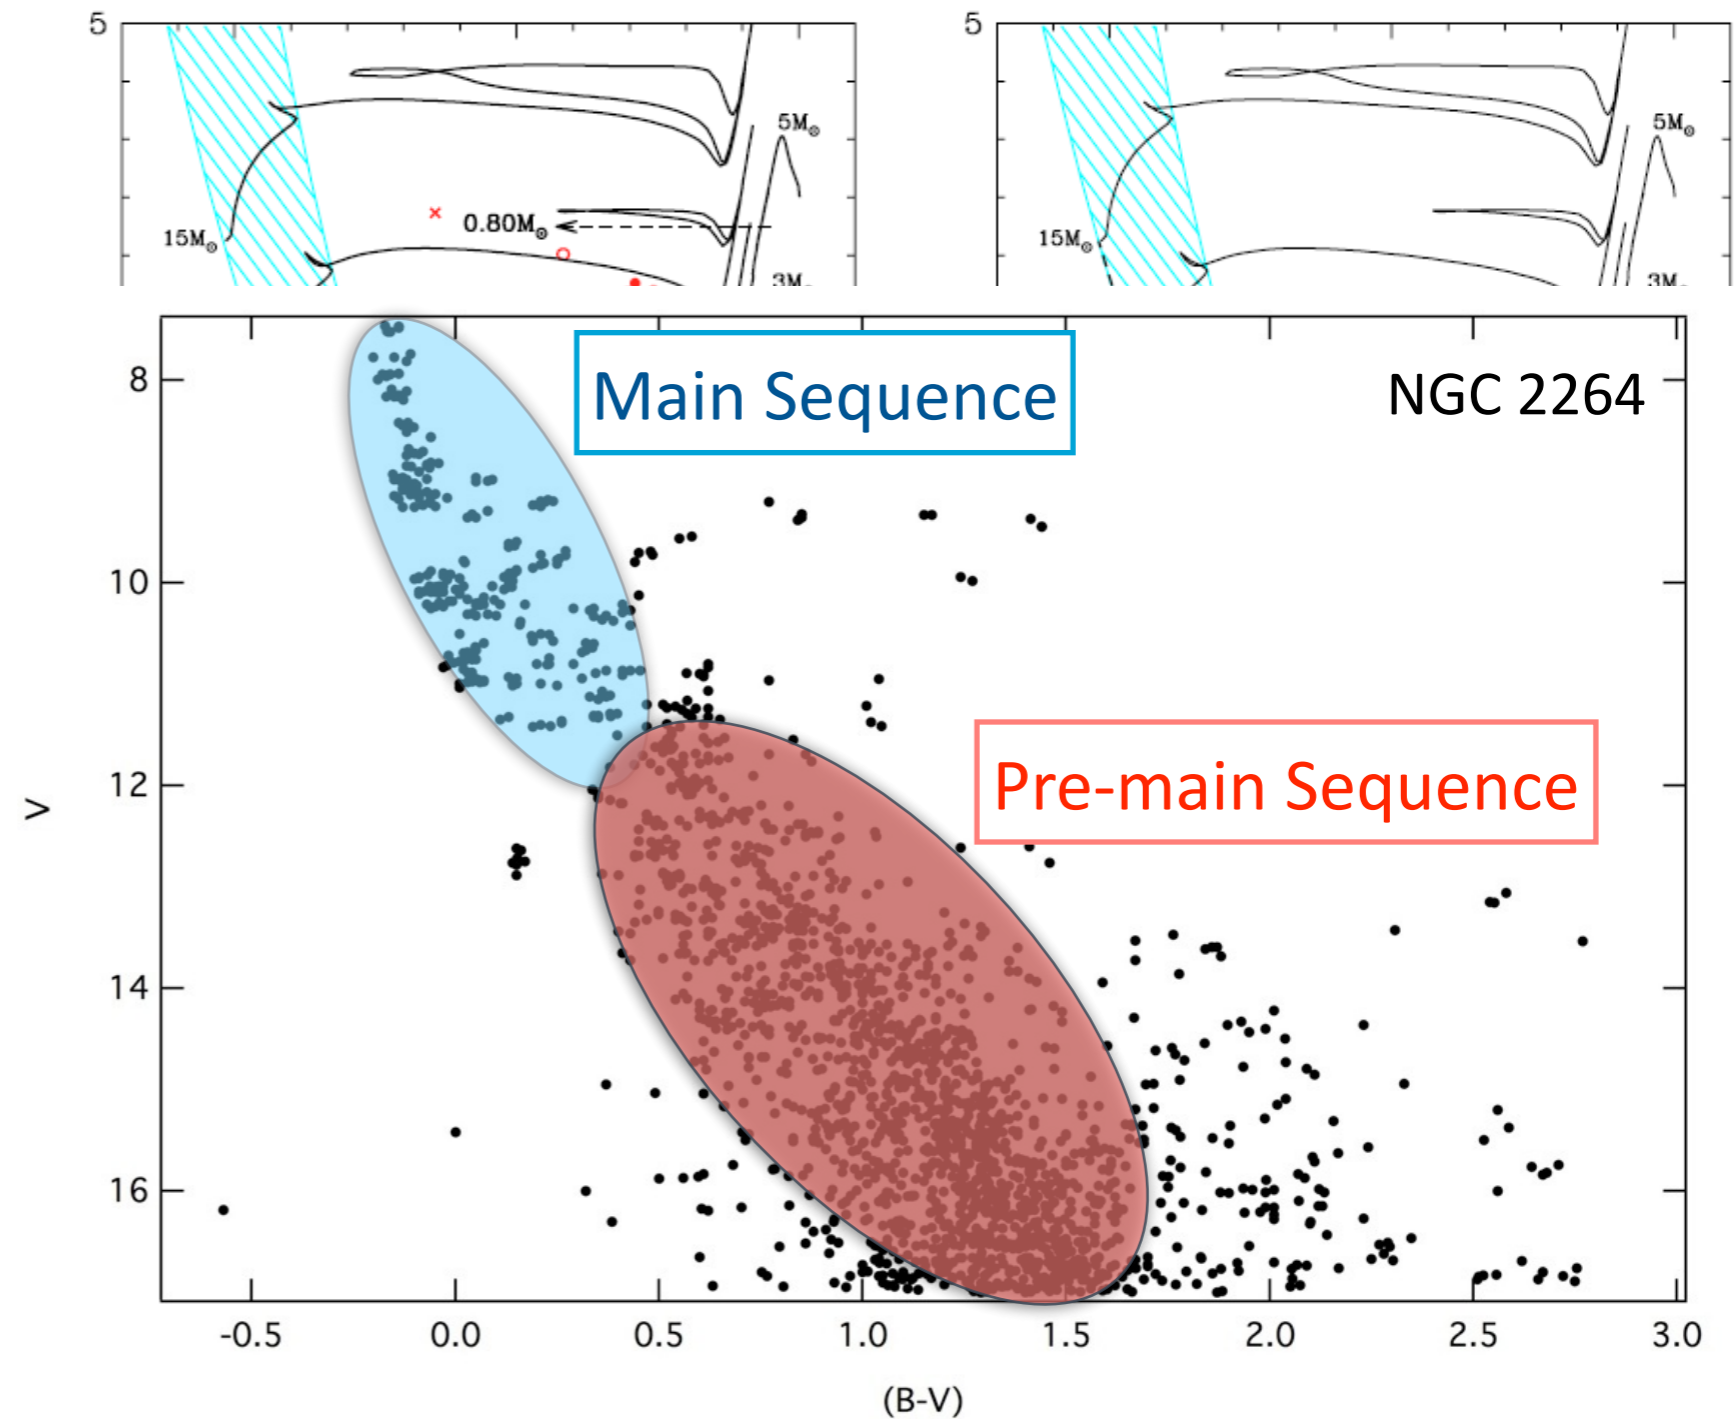 5
5
5M⊙
5M⊙
0.80M⊙
15M⊙
15M⊙
3M
3M
Main Sequence
NGC 2264
8
10
Pre-main Sequence
12
V
14
16
-0.5 0.0 0.5 1.0 1.5 2.0 2.5 3.0
(B-V)